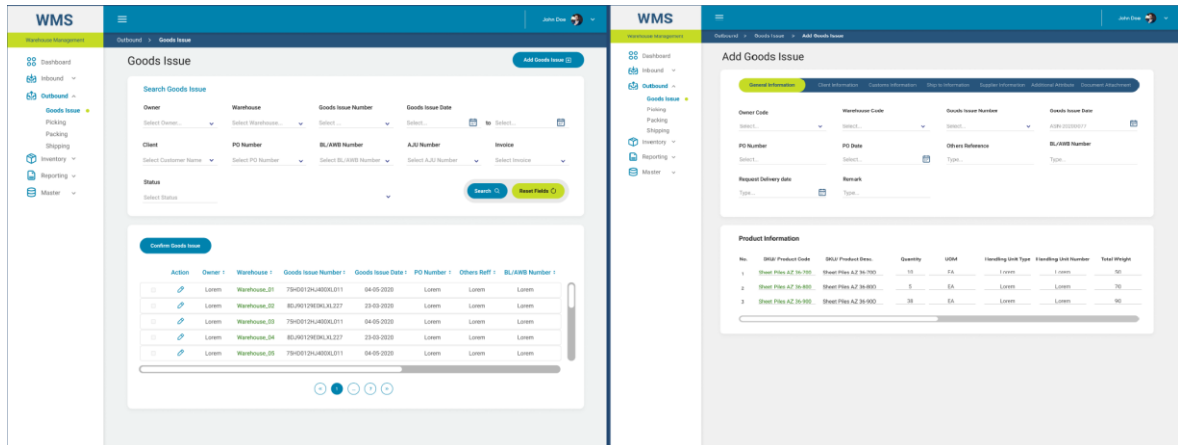 WMS
John Doe
Warehouse Management
Outbound > Goods Issue
Dashboard
Inbound
Outbound
Goods Issue
Picking
Packing
Shipping
Inventory
Reporting
Master
Goods Issue
Add Goods Issue
Search Goods Issue
Owner Warehouse Goods Issue Number Goods Issue Date
Select Owner... Select Warehouse... Select ... Select... to Select...
Client PO Number BL/AWB Number AJU Number Invoice
Select Customer Name Select PO Number Select BL/AWB Number Select AJU Number Select Invoice
Status
Select Status
Search Reset Fields
Confirm Goods Issue
Action Owner Warehouse Goods Issue Number Goods Issue Date PO Number Others Reff BL/AWB Number
Lorem Warehouse_01 04-05-2020 Lorem Lorem Lorem
Lorem Warehouse_02 23-03-2020 Lorem Lorem Lorem
Lorem Warehouse_03 04-05-2020 Lorem Lorem Lorem
Lorem Warehouse_04 23-03-2020 Lorem Lorem Lorem
Lorem Warehouse_05 04-05-2020 Lorem Lorem Lorem
WMS
John Doe
Warehouse Management
Outbound > Goods Issue > Add Goods Issue
Dashboard
Inbound
Outbound
Goods Issue
Picking
Packing
Shipping
Inventory
Reporting
Master
Add Goods Issue
General Information Client Information Customs Information Ship to Information Supplier Information Additional Attribute Document Attachment
Owner Code Warehouse Code Goods Issue Number Goods Issue Date
Select... Select... Select...
PO Number PO Date Others Reference BL/AWB Number
Select... Select... Type... Type...
Request Delivery date Remark
Type... Type...
Product Information
No. SKU/ Product Code SKU/ Product Desc. Quantity UOM Handling Unit Type Handling Unit Number Total Weight
1 Sheet Piles AZ 36-700 Sheet Piles AZ 36-700 10 EA Lorem Lorem 50
2 Sheet Piles AZ 36-800 Sheet Piles AZ 36-800 5 EA Lorem Lorem 70
3 Sheet Piles AZ 36-900 Sheet Piles AZ 36-900 38 EA Lorem Lorem 90